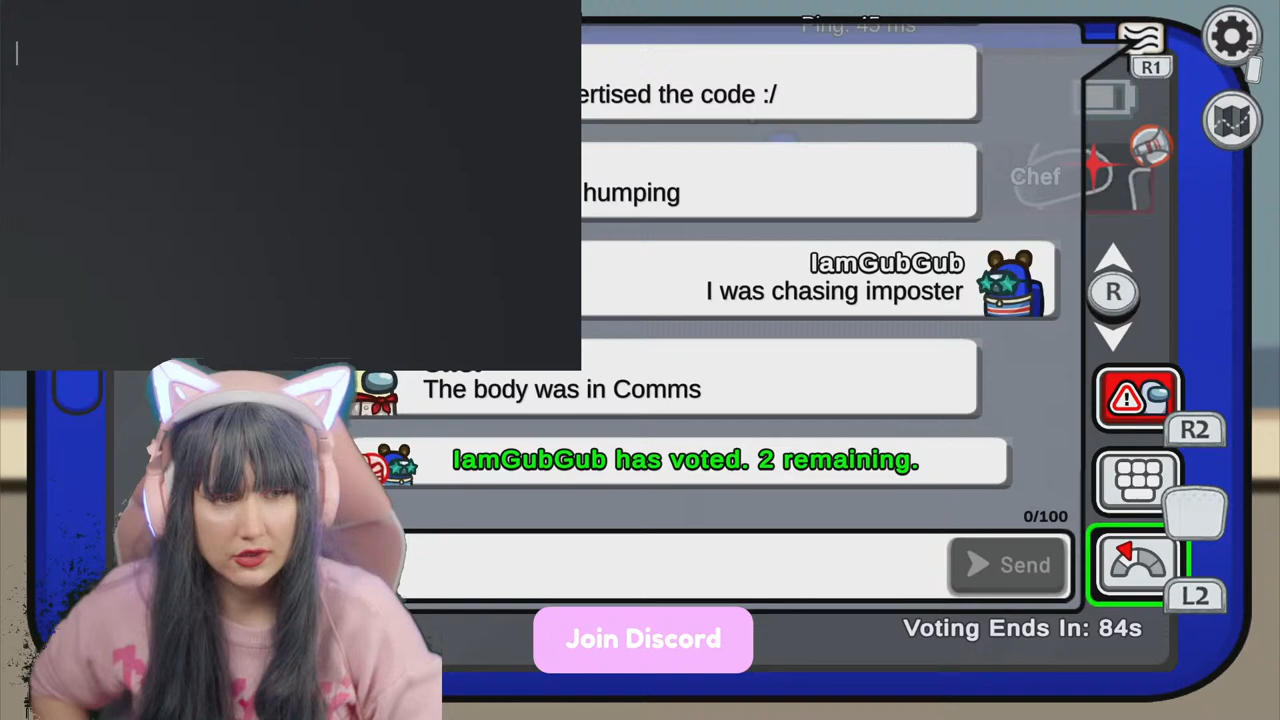 Ping: 45 ms
ertised the code :/
R1
humping
Chef
IamGubGub
I was chasing imposter
R
The body was in Comms
R2
IamGubGub has voted. 2 remaining.
0/100
Send
L2
Join Discord
Voting Ends In: 84s